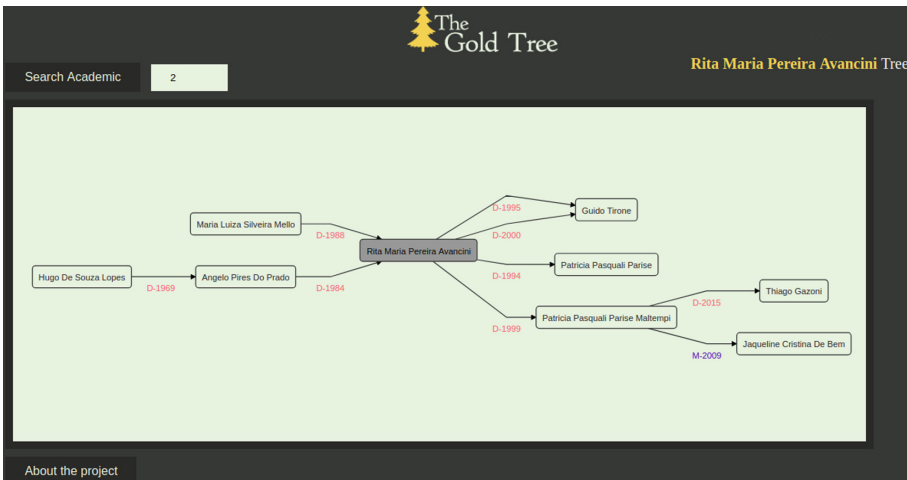 The
Gold Tree
Search Academic
2
Rita Maria Pereira Avancini Tree
D-1995
Guido Tirone
Maria Luiza Silveira Mello
D-1988
D-2000
Rita Maria Pereira Avancini
Patricia Pasquali Parise
Hugo De Souza Lopes
D-1969
Angelo Pires Do Prado
D-1984
D-1994
Thiago Gazoni
D-2015
Patricia Pasquali Parise Maltempi
D-1999
Jaqueline Cristina De Bem
M-2009
About the project